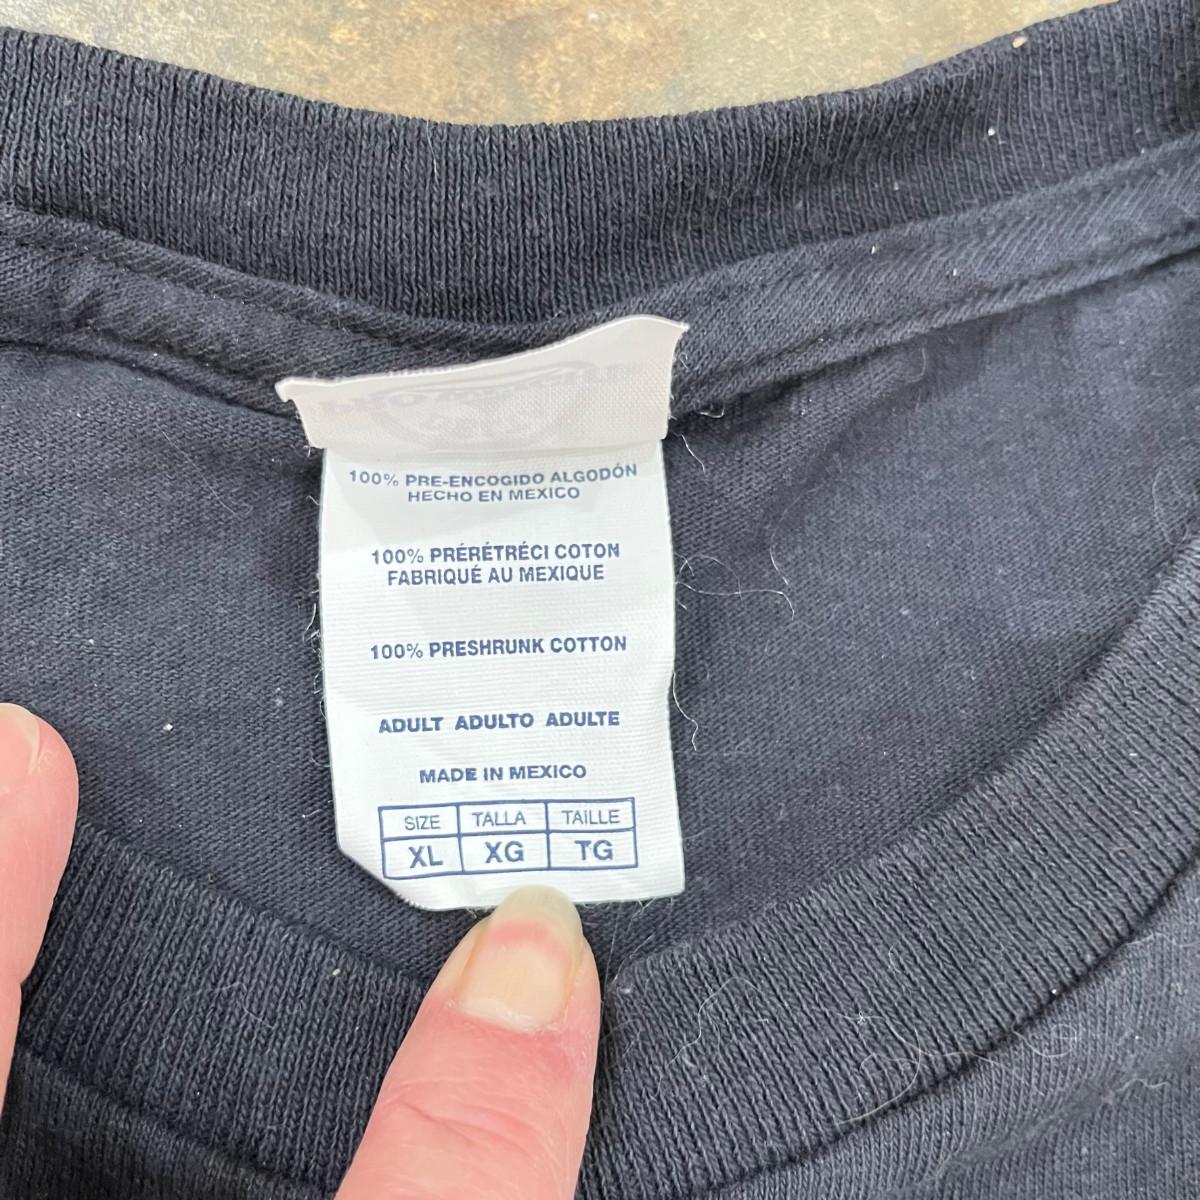 100% PRE-ENCOGIDO ALGODÓN
HECHO EN MEXICO
100% PRÉRÉTRÉCI COTON
FABRIQUÉ AU MEXIQUE
100% PRESHRUNK COTTON
ADULT ADULTO ADULTE
MADE IN MEXICO
SIZE TALLA TAILLE
XL XG TG